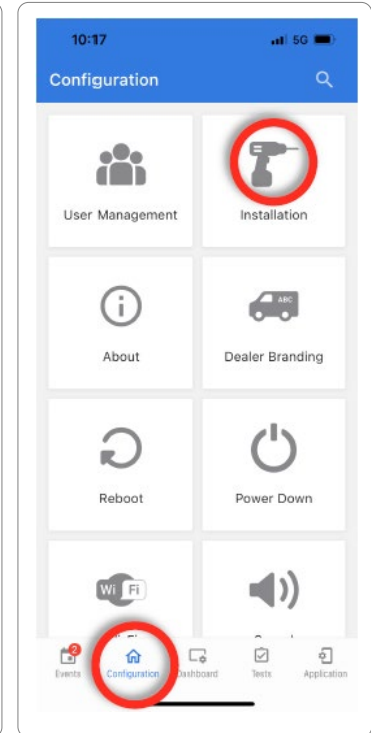 10:17 5G
Configuration
User Management Installation
ABC
About Dealer Branding
Reboot Power Down
Wi Fi
2
Events Configuration Dashboard Tests Application